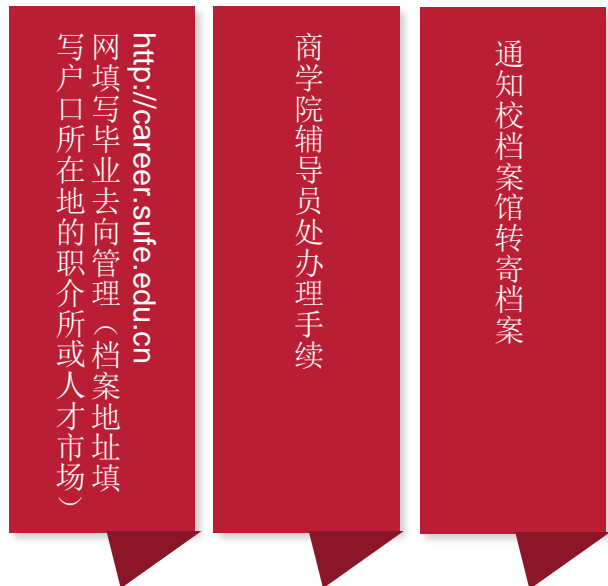 http://career.sufe.edu.cn
网填写毕业去向管理（档案地址填
写户口所在地的职介所或人才市场）
商学院辅导员处办理手续
通知校档案馆转寄档案